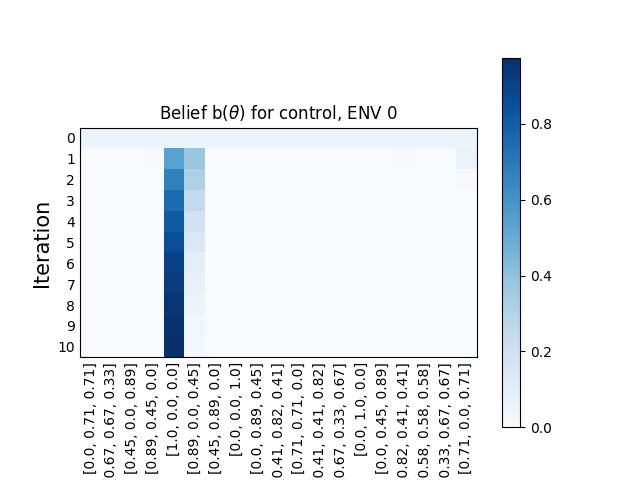 Belief b(θ) for control, ENV 0
Iteration
0
1
2
3
4
5
6
7
8
9
10
[0.0, 0.71, 0.71]
0.67, 0.67, 0.33]
[0.45, 0.0, 0.89]
[0.89, 0.45, 0.0]
[1.0, 0.0, 0.0]
[0.89, 0.0, 0.45]
[0.45, 0.89, 0.0]
[0.0, 0.0, 1.0]
[0.0, 0.89, 0.45]
0.41, 0.82, 0.41]
[0.71, 0.71, 0.0]
0.41, 0.41, 0.82]
0.67, 0.33, 0.67]
[0.0, 1.0, 0.0]
[0.0, 0.45, 0.89]
0.82, 0.41, 0.41]
0.58, 0.58, 0.58]
0.33, 0.67, 0.67]
[0.71, 0.0, 0.71]
0.8
0.6
0.4
0.2
0.0